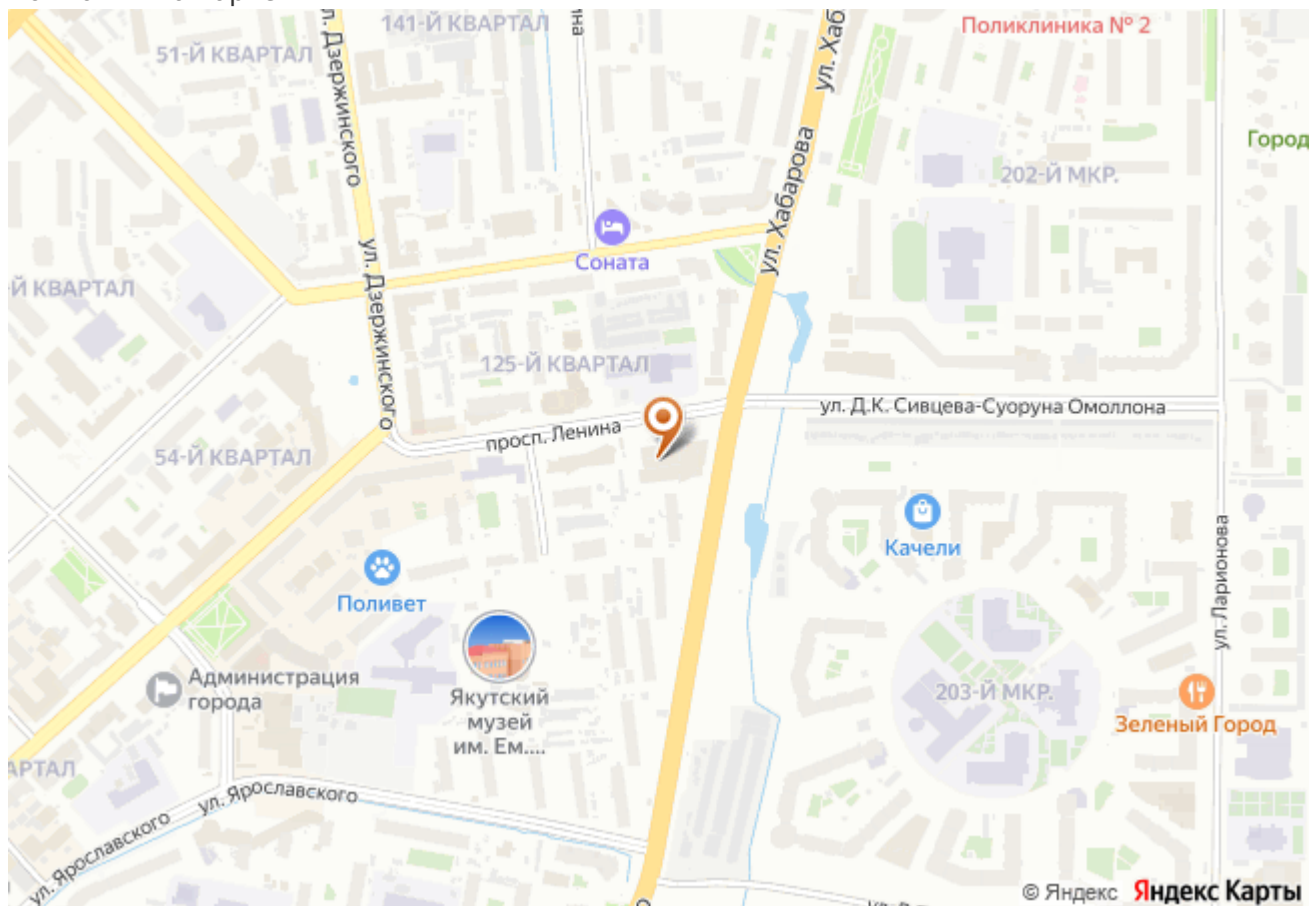 141-Й КВАРТАЛ
51-Й КВАРТАЛ
ул. Дзержинского
ул. Хабарова
Поликлиника № 2
Город
202-Й МКР.
ул. Хабарова
Соната
ул. Дзержинского
Й КВАРТАЛ
125-Й КВАРТАЛ
просп. Ленина
ул. Д.К. Сивцева-Суоруна Омоллона
54-Й КВАРТАЛ
Качели
ул. Ларионова
Поливет
Администрация
города
Якутский
музей
им. Ем....
203-Й МКР.
Зеленый Город
АРТАЛ
ул. Ярославского
ул. Ярославского
© Яндекс Яндекс Карты